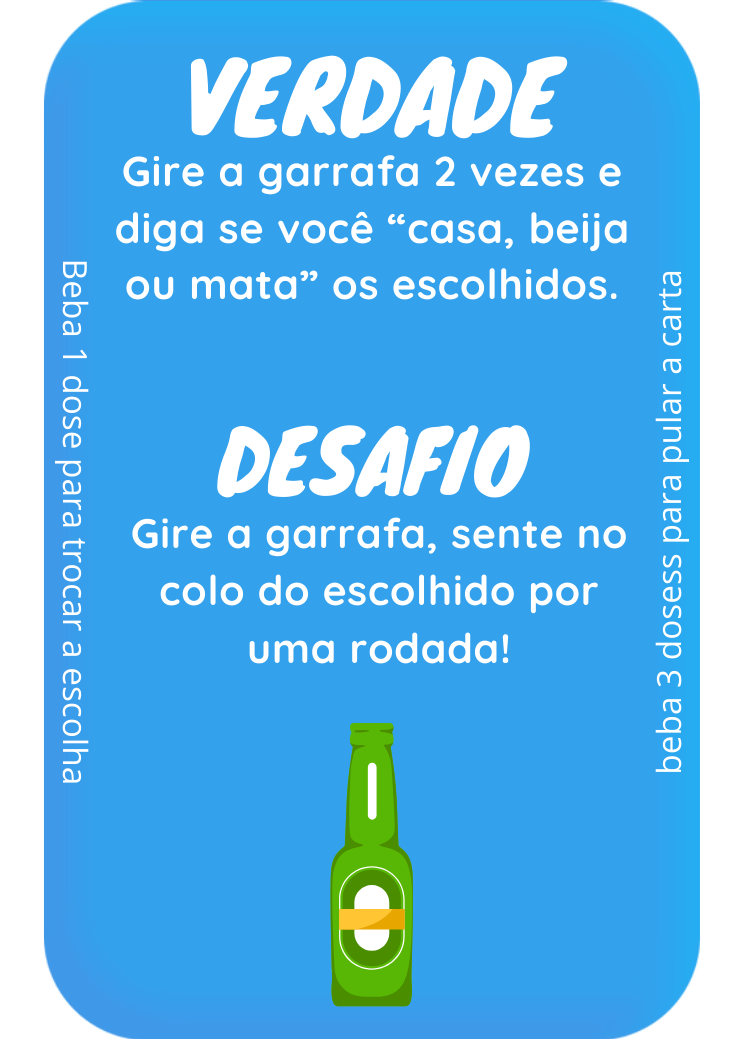 VERDADE
Gire a garrafa 2 vezes e
diga se você “casa, beija
ou mata” os escolhidos.
DESAFIO
Gire a garrafa, sente no
colo do escolhido por
uma rodada!
Beba 1 dose para trocar a escolha
beba 3 dosess para pular a carta